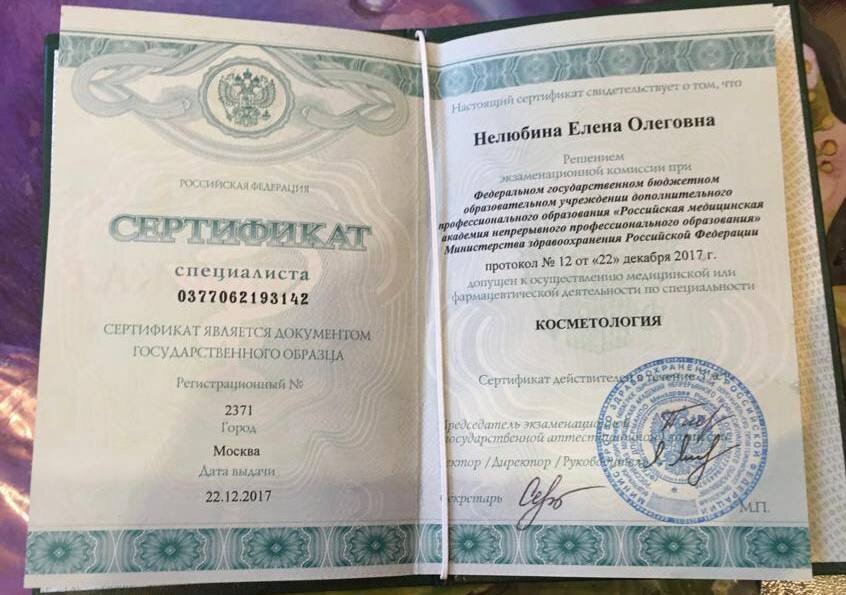 РОССИЙСКАЯ ФЕДЕРАЦИЯ
СЕРТИФИКАТ
специалиста
0377062193142
СЕРТИФИКАТ ЯВЛЯЕТСЯ ДОКУМЕНТОМ
ГОСУДАРСТВЕННОГО ОБРАЗЦА
Регистрационный №
2371
Город
Москва
Дата выдачи
22.12.2017
Настоящий сертификат свидетельствует о том, что
Нелюбина Елена Олеговна
Решением
экзаменационной комиссии при
Федеральном государственном бюджетном
образовательном учреждении дополнительного
профессионального образования «Российская медицинская
академия непрерывного профессионального образования»
Министерства здравоохранения Российской Федерации
протокол № 12 от «22» декабря 2017 г.
допущен к осуществлению медицинской или
фармацевтической деятельности по специальности
КОСМЕТОЛОГИЯ
Сертификат действителен в течение
экзаменационной
государственной аттестационной комиссии
/Директор /
секретарь
М.П.